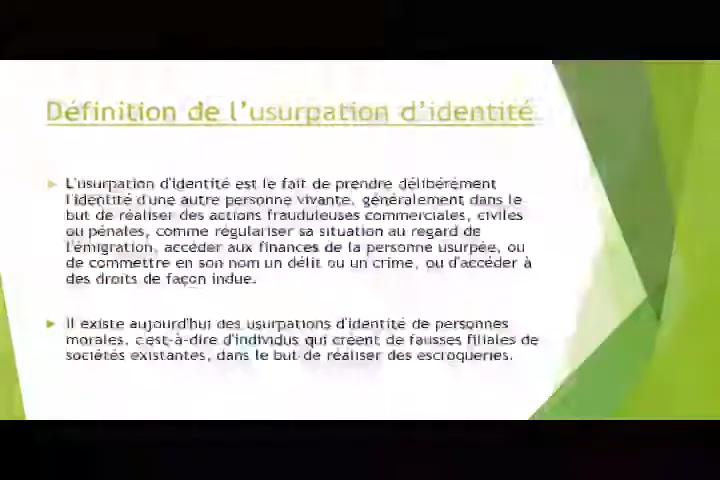 Définition de l'usurpation d'identité
L'usurpation d'identité est le fait de prendre délibérément
l'identité d'une autre personne vivante, généralement dans le
but de réaliser des actions frauduleuses commerciales, civiles
ou pénales, comme régulariser sa situation au regard de
l'émigration, accéder aux finances de la personne usurpée, ou
de commettre en son nom un délit ou un crime, ou d'accéder à
des droits de façon indue.
Il existe aujourd'hui des usurpations d'identité de personnes
morales, c'est-à-dire d'individus qui créent de fausses filiales de
sociétés existantes, dans le but de réaliser des escroqueries.